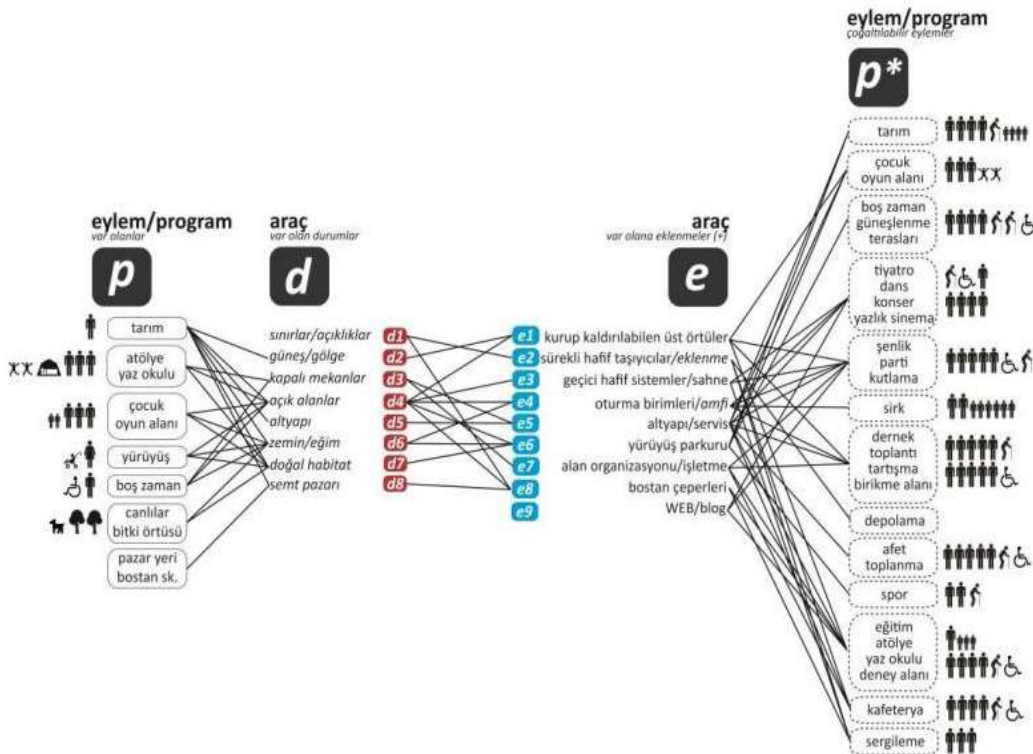 eylem/program
çoğaltılabilir eylemler
p*
tarım
çocuk
oyun alanı
boş zaman
güneşlenme
terasları
tiyatro
dans
konser
yazlık sinema
şenlik
parti
kutlama
sirk
dernek
toplantı
tartışma
birikme alanı
depolama
afet
toplanma
spor
eğitim
atölye
yaz okulu
deney alanı
kafeterya
sergileme
eylem/program
var olanlar
p
tarım
atölye
yaz okulu
çocuk
oyun alanı
yürüyüş
boş zaman
canlılar
bitki örtüsü
pazar yeri
bostan sk.
araç
var olan durumlar
d
sınırlar/açıklıklar
güneş/gölge
kapalı mekanlar
açık alanlar
altyapı
zemin/eğim
doğal habitat
semt pazarı
d1
d2
d3
d4
d5
d6
d7
d8
araç
var olana eklenmeler (+)
e
e1 kurup kaldırılabilen üst örtüler
e2 sürekli hafif taşıyıcılar/eklenme
e3 geçici hafif sistemler/sahne
e4 oturma birimleri/amfi
e5 altyapı/servis
e6 yürüyüş parkuru
e7 alan organizasyonu/işletme
e8 bostan çeperleri
e9 WEB/blog